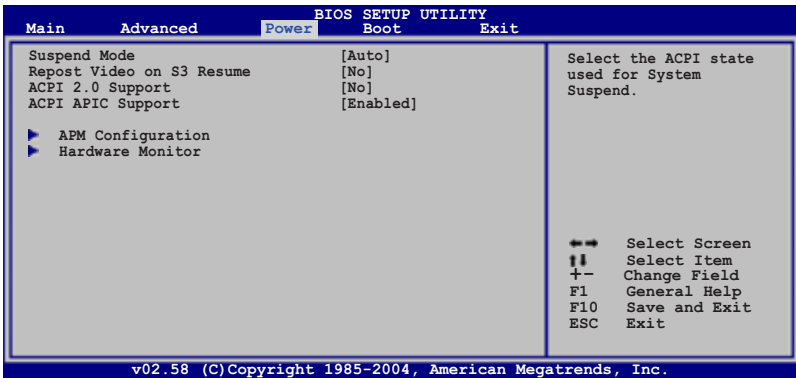 BIOS SETUP UTILITY
Main Advanced Power Boot Exit
Suspend Mode [Auto]
Repost Video on S3 Resume [No]
ACPI 2.0 Support [No]
ACPI APIC Support [Enabled]
APM Configuration
Hardware Monitor
Select the ACPI state
used for System
Suspend.
Select Screen
Select Item
+- Change Field
F1 General Help
F10 Save and Exit
ESC Exit
v02.58 (C)Copyright 1985-2004, American Megatrends, Inc.